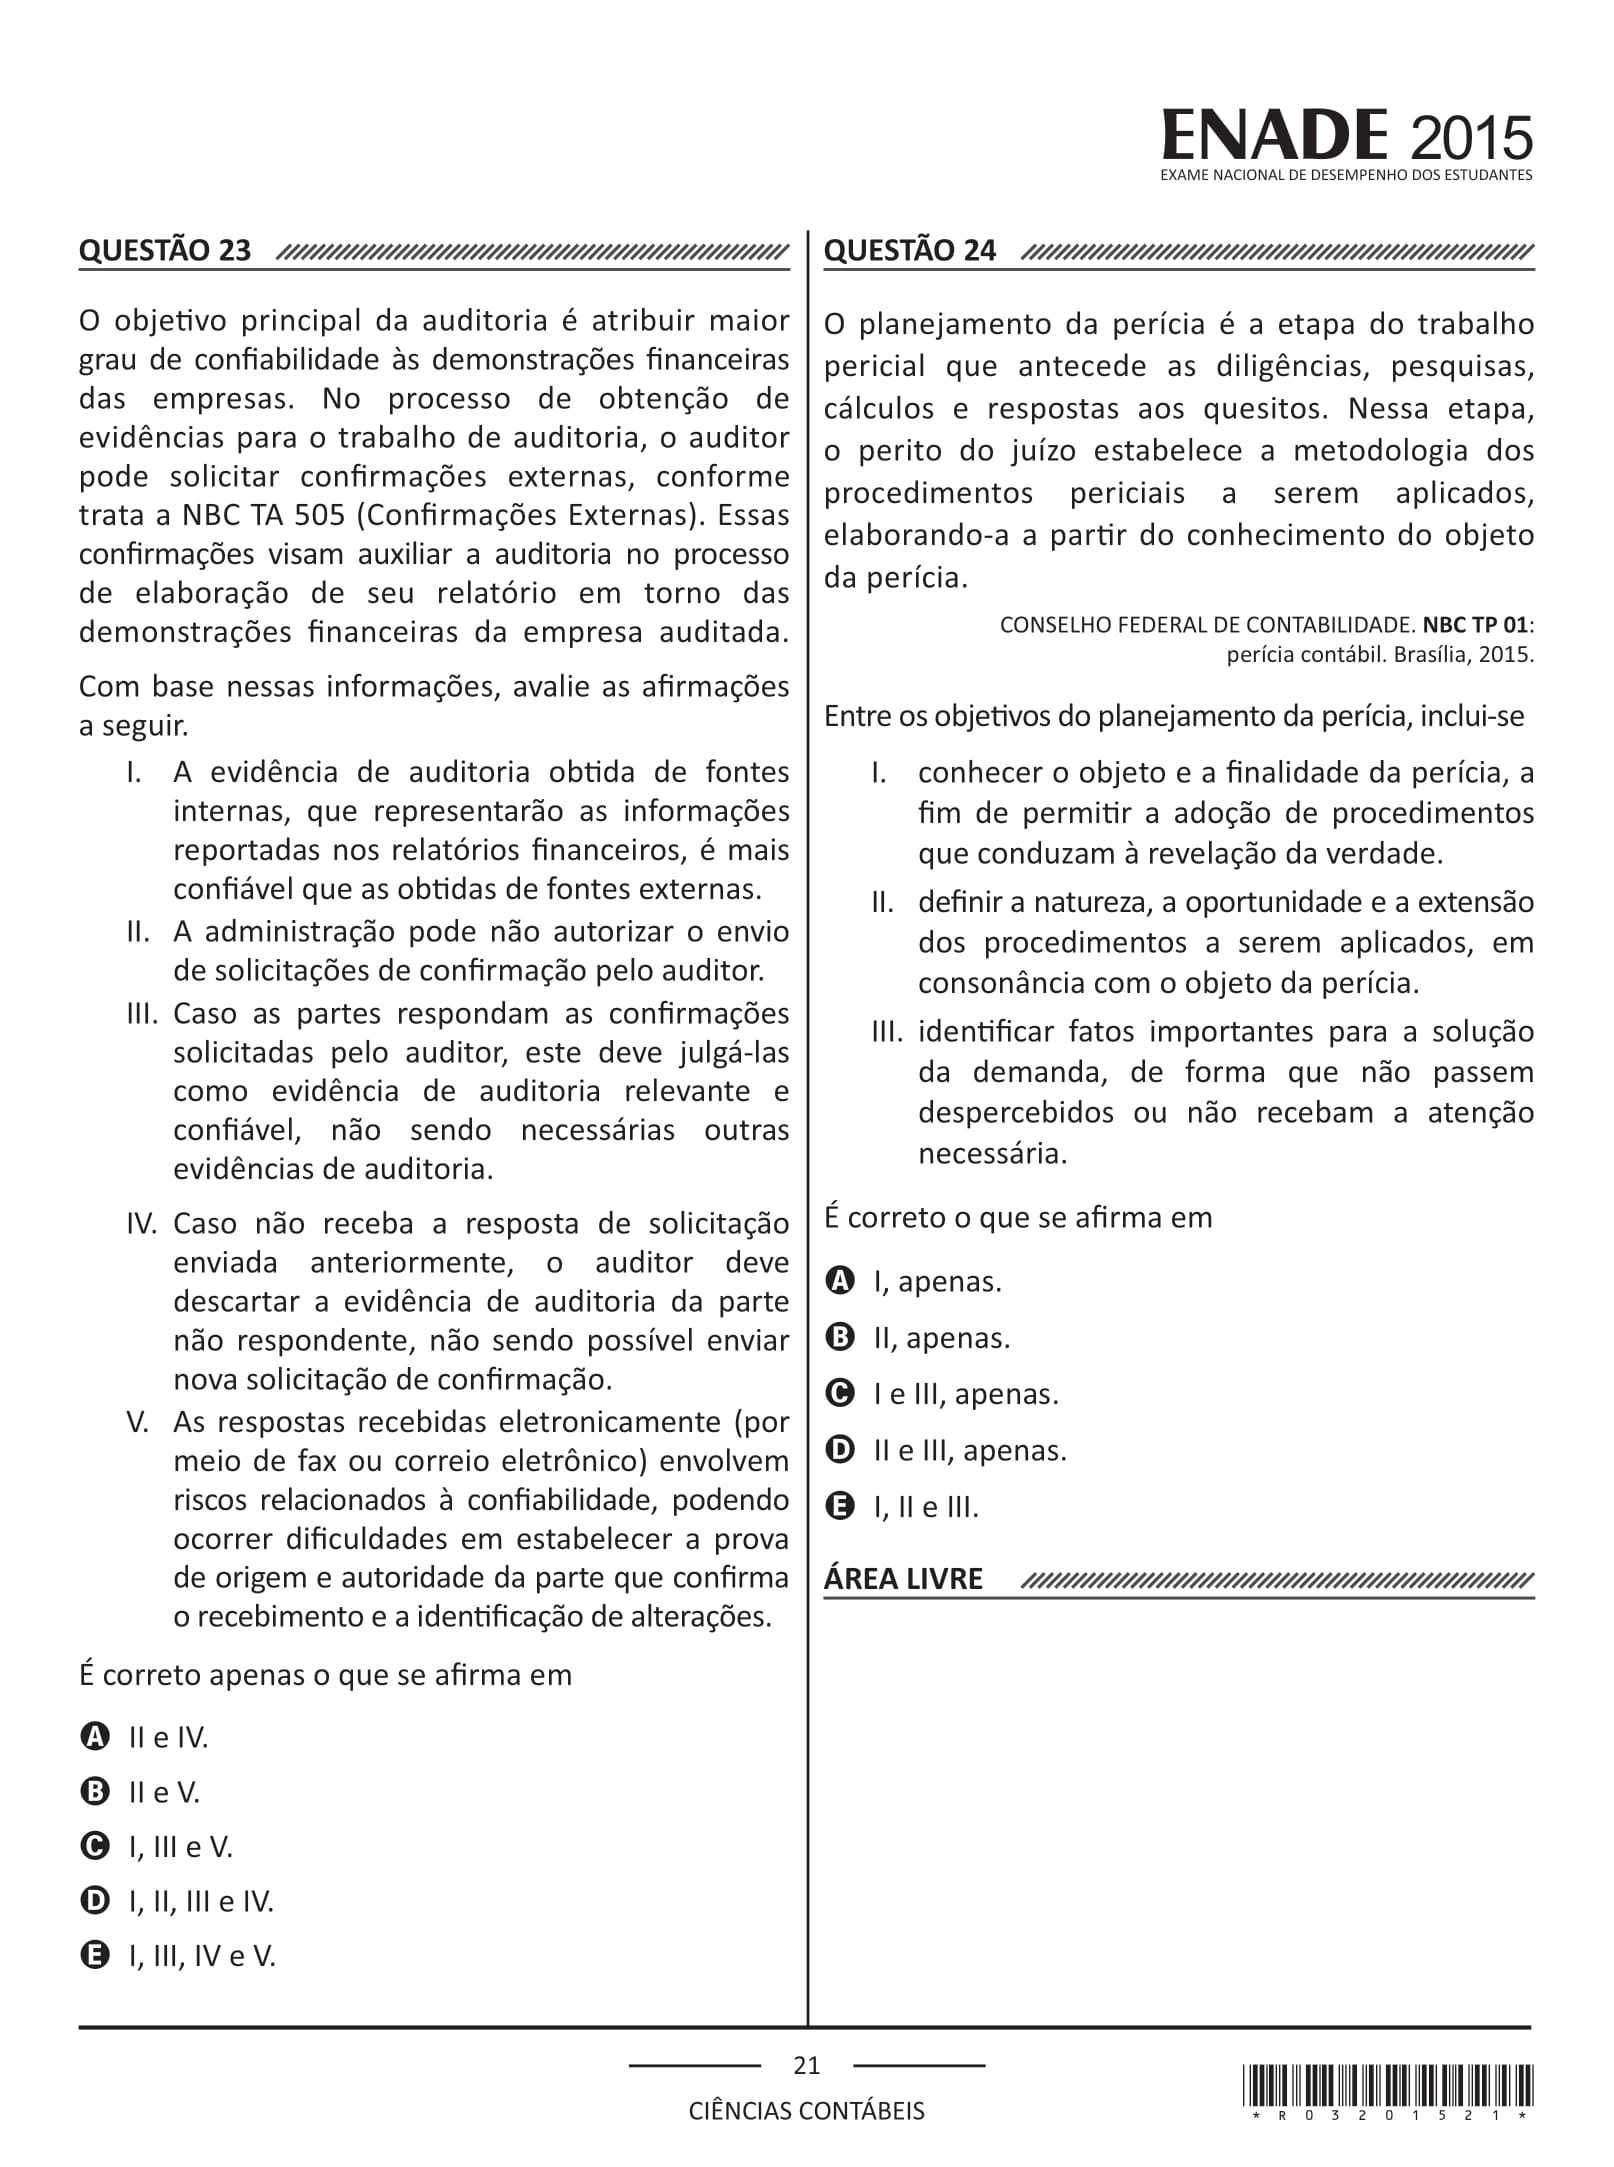 ENADE 2015
EXAME NACIONAL DE DESEMPENHO DOS ESTUDANTES
QUESTÃO 23
O objetivo principal da auditoria é atribuir maior
grau de confiabilidade às demonstrações financeiras
das empresas. No processo de obtenção de
evidências para o trabalho de auditoria, o auditor
pode solicitar confirmações externas, conforme
trata a NBC TA 505 (Confirmações Externas). Essas
confirmações visam auxiliar a auditoria no processo
de elaboração de seu relatório em torno das
demonstrações financeiras da empresa auditada.
Com base nessas informações, avalie as afirmações
a seguir.
I. A evidência de auditoria obtida de fontes
internas, que representarão as informações
reportadas nos relatórios financeiros, é mais
confiável que as obtidas de fontes externas.
II. A administração pode não autorizar o envio
de solicitações de confirmação pelo auditor.
III. Caso as partes respondam as confirmações
solicitadas pelo auditor, este deve julgá-las
como evidência de auditoria relevante e
confiável, não sendo necessárias outras
evidências de auditoria.
IV. Caso não receba a resposta de solicitação
enviada anteriormente, o auditor deve
descartar a evidência de auditoria da parte
não respondente, não sendo possível enviar
nova solicitação de confirmação.
V. As respostas recebidas eletronicamente (por
meio de fax ou correio eletrônico) envolvem
riscos relacionados à confiabilidade, podendo
ocorrer dificuldades em estabelecer a prova
de origem e autoridade da parte que confirma
o recebimento e a identificação de alterações.
É correto apenas o que se afirma em
A II e IV.
B II e V.
C I, III e V.
D I, II, III e IV.
E I, III, IV e V.
QUESTÃO 24
O planejamento da perícia é a etapa do trabalho
pericial que antecede as diligências, pesquisas,
cálculos e respostas aos quesitos. Nessa etapa,
o perito do juízo estabelece a metodologia dos
procedimentos periciais a serem aplicados,
elaborando-a a partir do conhecimento do objeto
da perícia.
CONSELHO FEDERAL DE CONTABILIDADE. NBC TP 01:
perícia contábil. Brasília, 2015.
Entre os objetivos do planejamento da perícia, inclui-se
I. conhecer o objeto e a finalidade da perícia, a
fim de permitir a adoção de procedimentos
que conduzam à revelação da verdade.
II. definir a natureza, a oportunidade e a extensão
dos procedimentos a serem aplicados, em
consonância com o objeto da perícia.
III. identificar fatos importantes para a solução
da demanda, de forma que não passem
despercebidos ou não recebam a atenção
necessária.
É correto o que se afirma em
A I, apenas.
B II, apenas.
C I e III, apenas.
D II e III, apenas.
E I, II e III.
ÁREA LIVRE
21
CIÊNCIAS CONTÁBEIS
*R03201521*